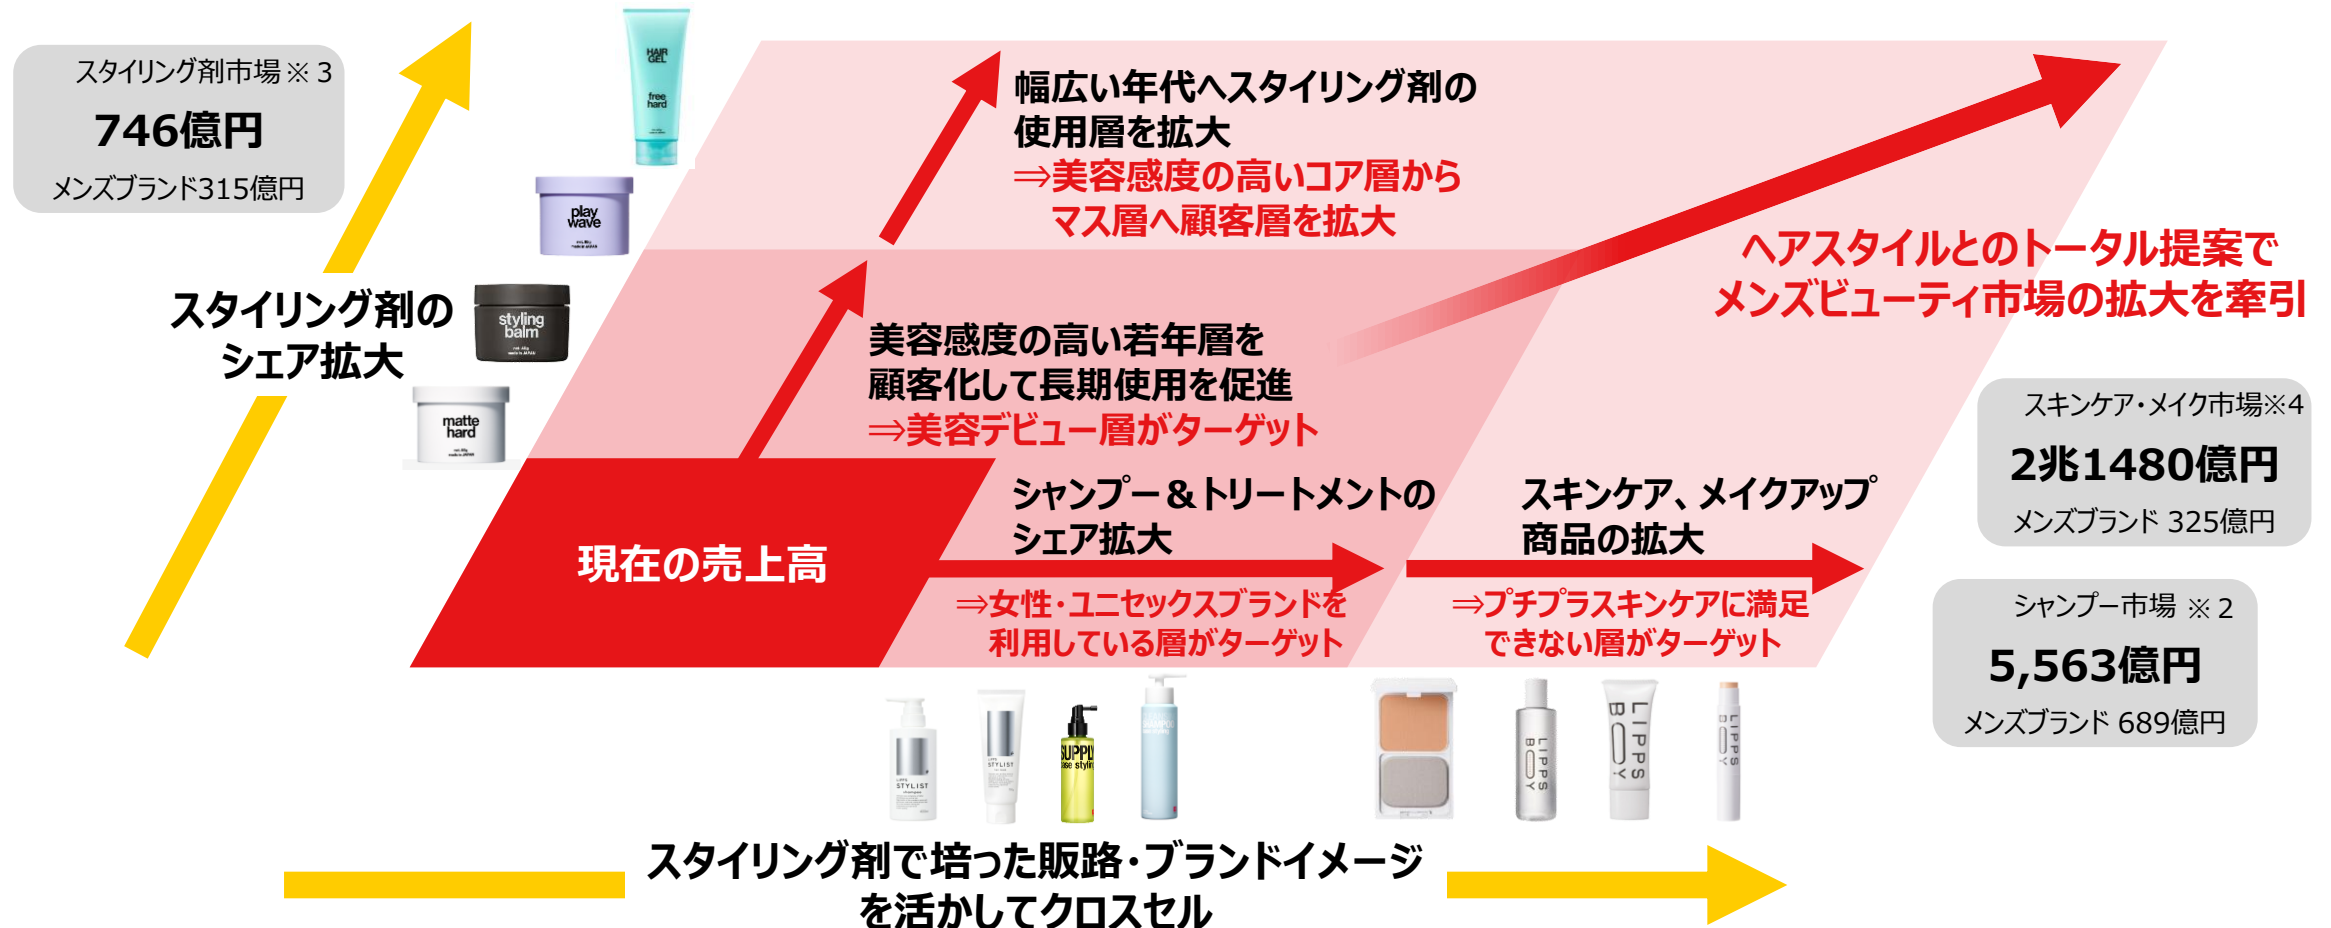 スタイリング剤市場※3
746億円
メンズブランド315億円
HAIR
GEL
free
hard
play
wave
styling
balm
matte
hard
スタイリング剤の
シェア拡大
幅広い年代へスタイリング剤の
使用層を拡大
⇒美容感度の高いコア層から
マス層へ顧客層を拡大
ヘアスタイルとのトータル提案で
メンズビューティ市場の拡大を牽引
美容感度の高い若年層を
顧客化して長期使用を促進
⇒美容デビュー層がターゲット
現在の売上高
シャンプー&トリートメントの
シェア拡大
⇒女性・ユニセックスブランドを
利用している層がターゲット
スキンケア、メイクアップ
商品の拡大
⇒プチプラスキンケアに満足
できない層がターゲット
スキンケア・メイク市場※4
2兆1480億円
メンズブランド 325億円
シャンプー市場 ※2
5,563億円
メンズブランド 689億円
LIPPS
STYLIST
shampoo
LIPPS
STYLIST
SUPPLY
SHAMPOO
LIPPS
BOY
LIPPS
BOY
LIPPS
BOY
スタイリング剤で培った販路・ブランドイメージ
を活かしてクロスセル